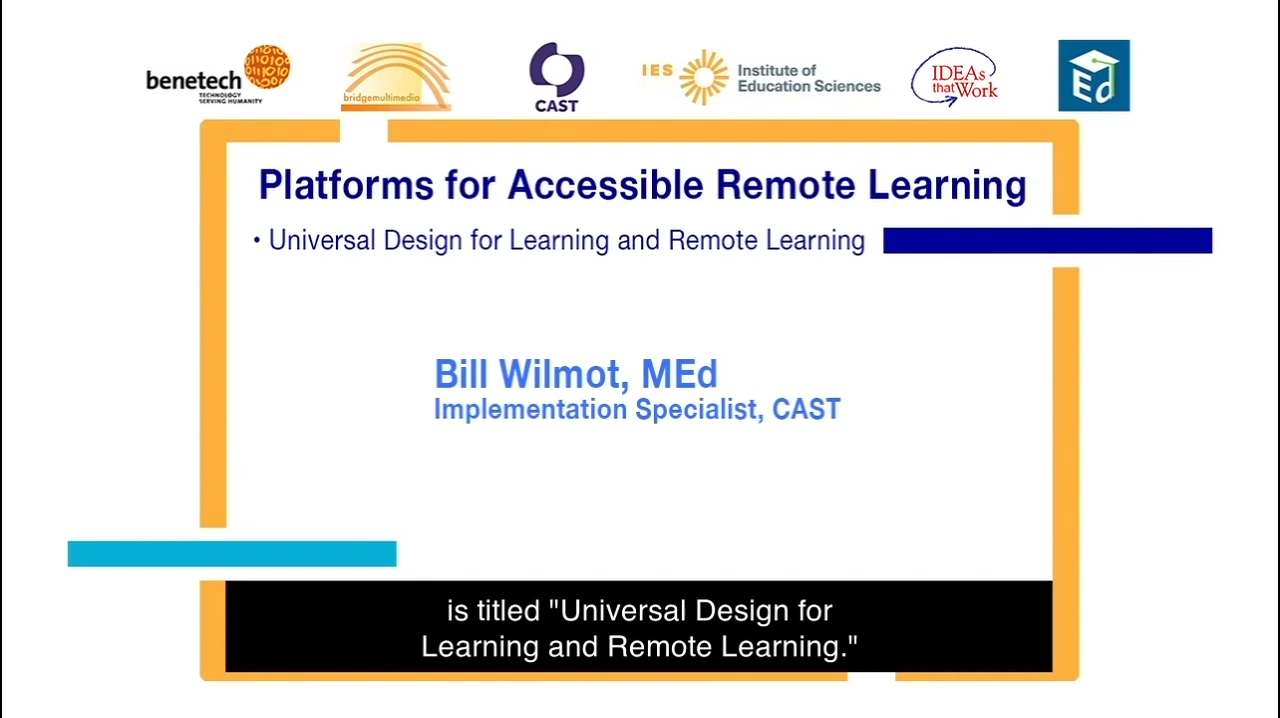 benetech
TECHNOLOGY
SERVING HUMANITY
bridgemultimedia
CAST
IES
Institute of
Education Sciences
IDEAs
that Work
Ed
Platforms for Accessible Remote Learning
• Universal Design for Learning and Remote Learning
Bill Wilmot, MEd
Implementation Specialist, CAST
is titled "Universal Design for
Learning and Remote Learning."